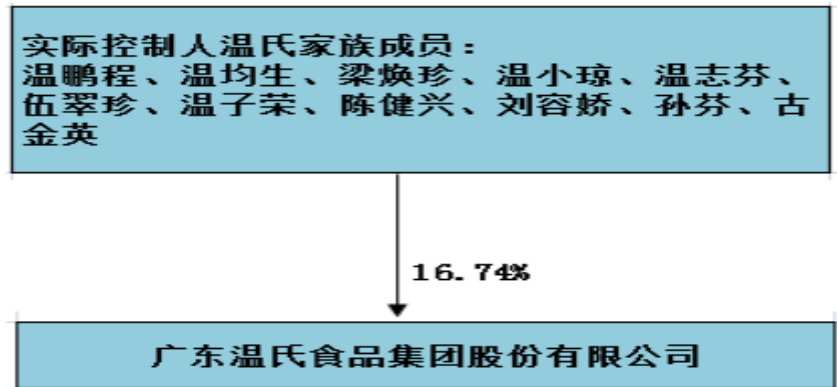 实际控制人温氏家族成员：
温鹏程、温均生、梁焕珍、温小琼、温志芬、
伍翠珍、温子荣、陈健兴、刘容娇、孙芬、古
金英
16.74%
广东温氏食品集团股份有限公司